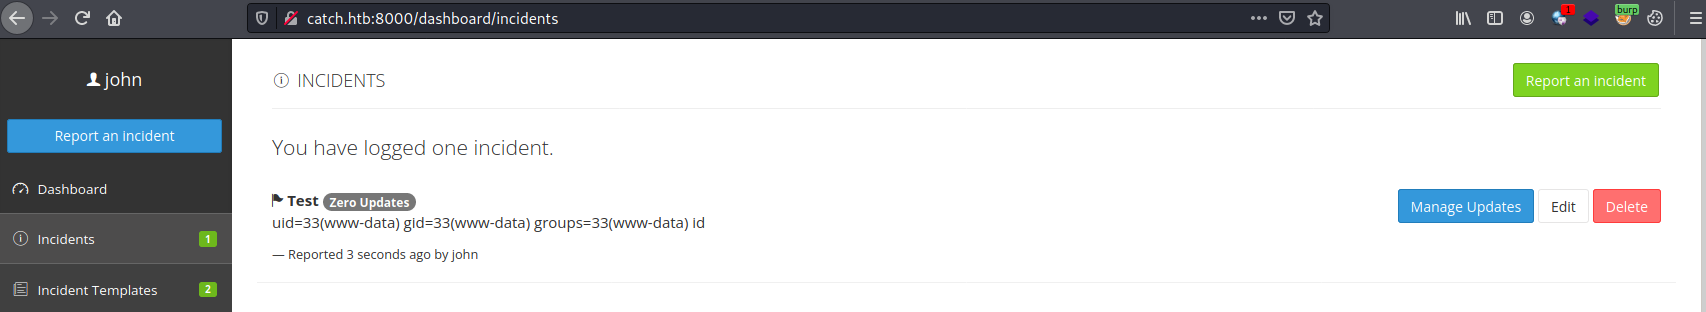 catch.htb:8000/dashboard/incidents
1
burp
john
INCIDENTS
Report an incident
Report an incident
You have logged one incident.
Dashboard
Test Zero Updates
Manage Updates Edit Delete
uid=33(www-data) gid=33(www-data) groups=33(www-data) id
Incidents 1
— Reported 3 seconds ago by john
Incident Templates 2